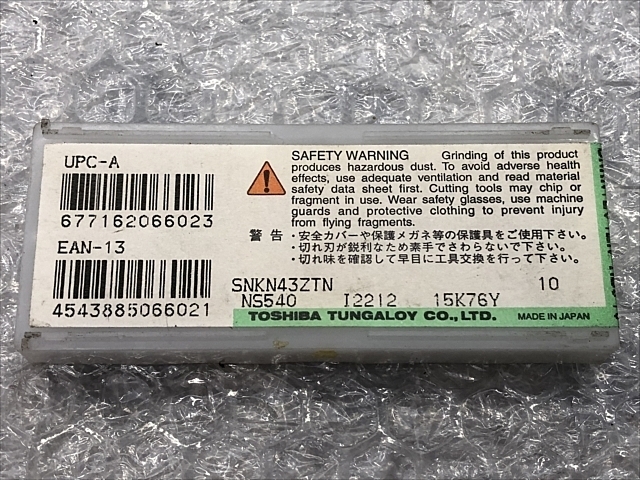 UPC-A
677162066023
EAN-13
4543885066021
SAFETY WARNING Grinding of this product
produces hazardous dust. To avoid adverse health
effects, use adequate ventilation and read material
safety data sheet first. Cutting tools may chip or
fragment in use. Wear safety glasses, use machine
guards and protective clothing to prevent injury
from flying fragments.
警告・安全カバーや保護メガネ等の保護具をご使用下さい。
・切れ刃が鋭利なため素手でさわらないで下さい。
・切れ味を確認して早目に工具交換を行って下さい。
SNKN43ZTN 10
NS540 I2212 15K76Y
TOSHIBA TUNGALOY CO., LTD. MADE IN JAPAN